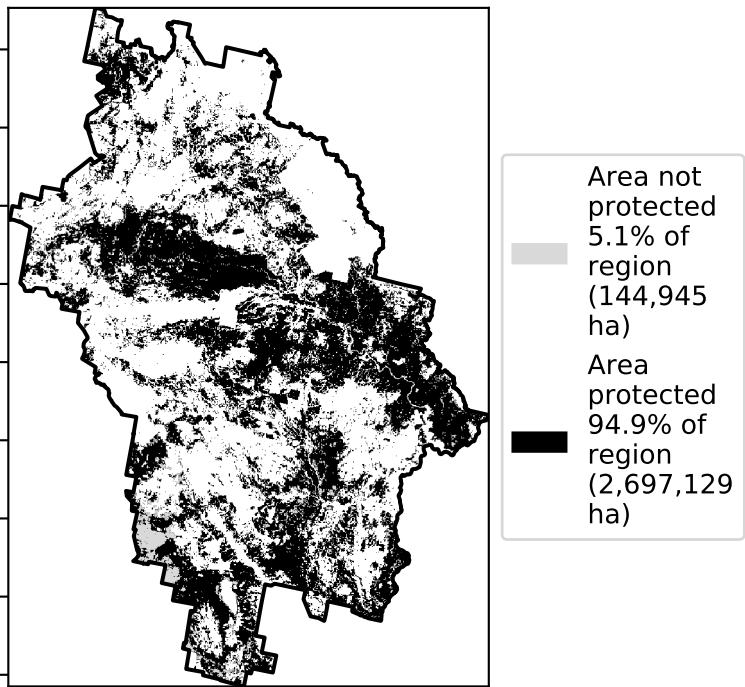 Area not
protected
5.1% of
region
(144,945
ha)
Area
protected
94.9% of
region
(2,697,129
ha)